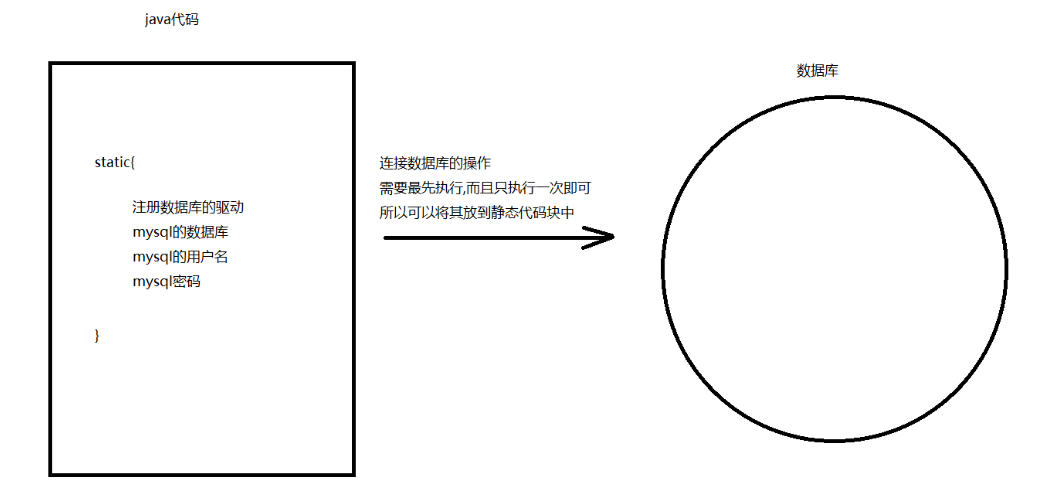 java代码
数据库
static{
注册数据库的驱动
mysql的数据库
mysql的用户名
mysql密码
}
连接数据库的操作
需要最先执行,而且只执行一次即可
所以可以将其放到静态代码块中